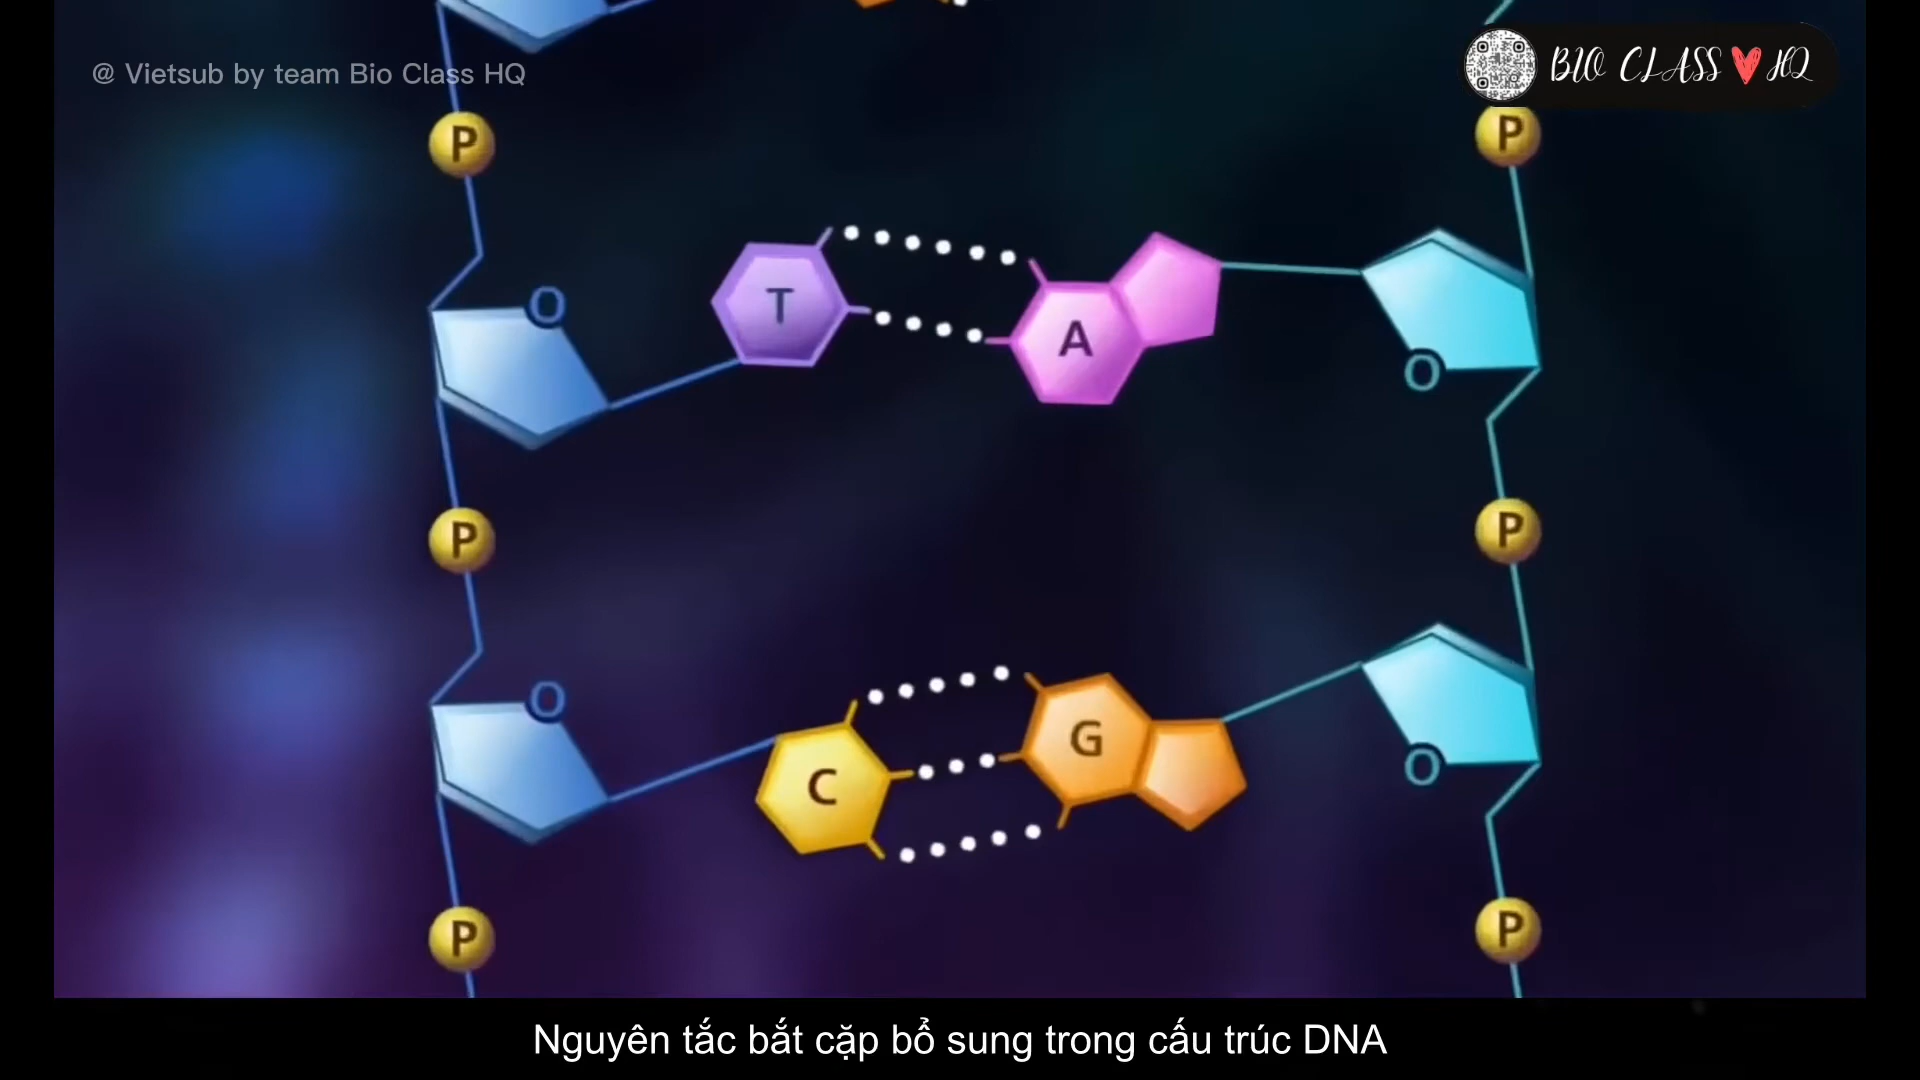 @ Vietsub by team Bio Class HQ
BIO CLASS ❤ HQ
P
P
O
T
A
O
P
P
O
C
G
O
P
P
Nguyên tắc bắt cặp bổ sung trong cấu trúc DNA